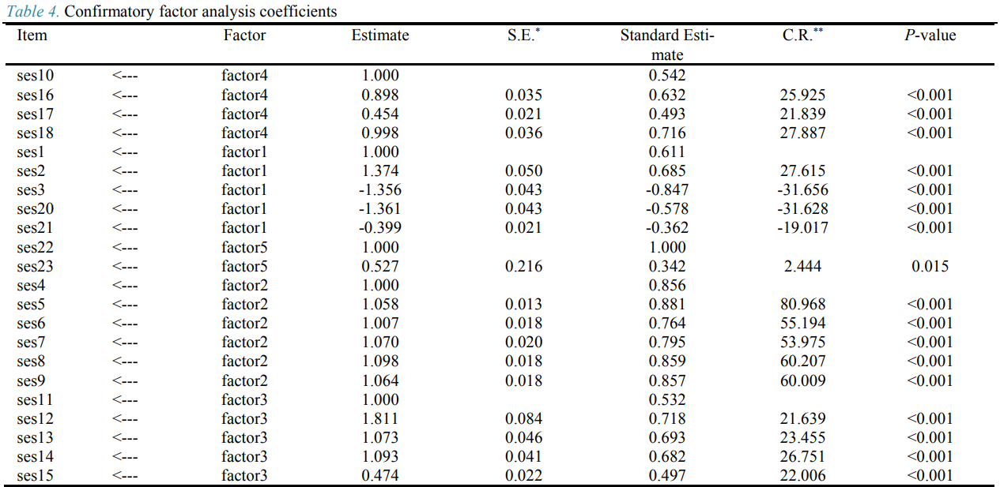 Table 4. Confirmatory factor analysis coefficients
Item Factor Estimate S.E.* Standard Esti- C.R.** P-value
mate
ses10 <--- factor4 1.000 0.542
ses16 <--- factor4 0.898 0.035 0.632 25.925 <0.001
ses17 <--- factor4 0.454 0.021 0.493 21.839 <0.001
ses18 <--- factor4 0.998 0.036 0.716 27.887 <0.001
ses1 <--- factor1 1.000 0.611
ses2 <--- factor1 1.374 0.050 0.685 27.615 <0.001
ses3 <--- factor1 -1.356 0.043 -0.847 -31.656 <0.001
ses20 <--- factor1 -1.361 0.043 -0.578 -31.628 <0.001
ses21 <--- factor1 -0.399 0.021 -0.362 -19.017 <0.001
ses22 <--- factor5 1.000 1.000
ses23 <--- factor5 0.527 0.216 0.342 2.444 0.015
ses4 <--- factor2 1.000 0.856
ses5 <--- factor2 1.058 0.013 0.881 80.968 <0.001
ses6 <--- factor2 1.007 0.018 0.764 55.194 <0.001
ses7 <--- factor2 1.070 0.020 0.795 53.975 <0.001
ses8 <--- factor2 1.098 0.018 0.859 60.207 <0.001
ses9 <--- factor2 1.064 0.018 0.857 60.009 <0.001
ses11 <--- factor3 1.000 0.532
ses12 <--- factor3 1.811 0.084 0.718 21.639 <0.001
ses13 <--- factor3 1.073 0.046 0.693 23.455 <0.001
ses14 <--- factor3 1.093 0.041 0.682 26.751 <0.001
ses15 <--- factor3 0.474 0.022 0.497 22.006 <0.001